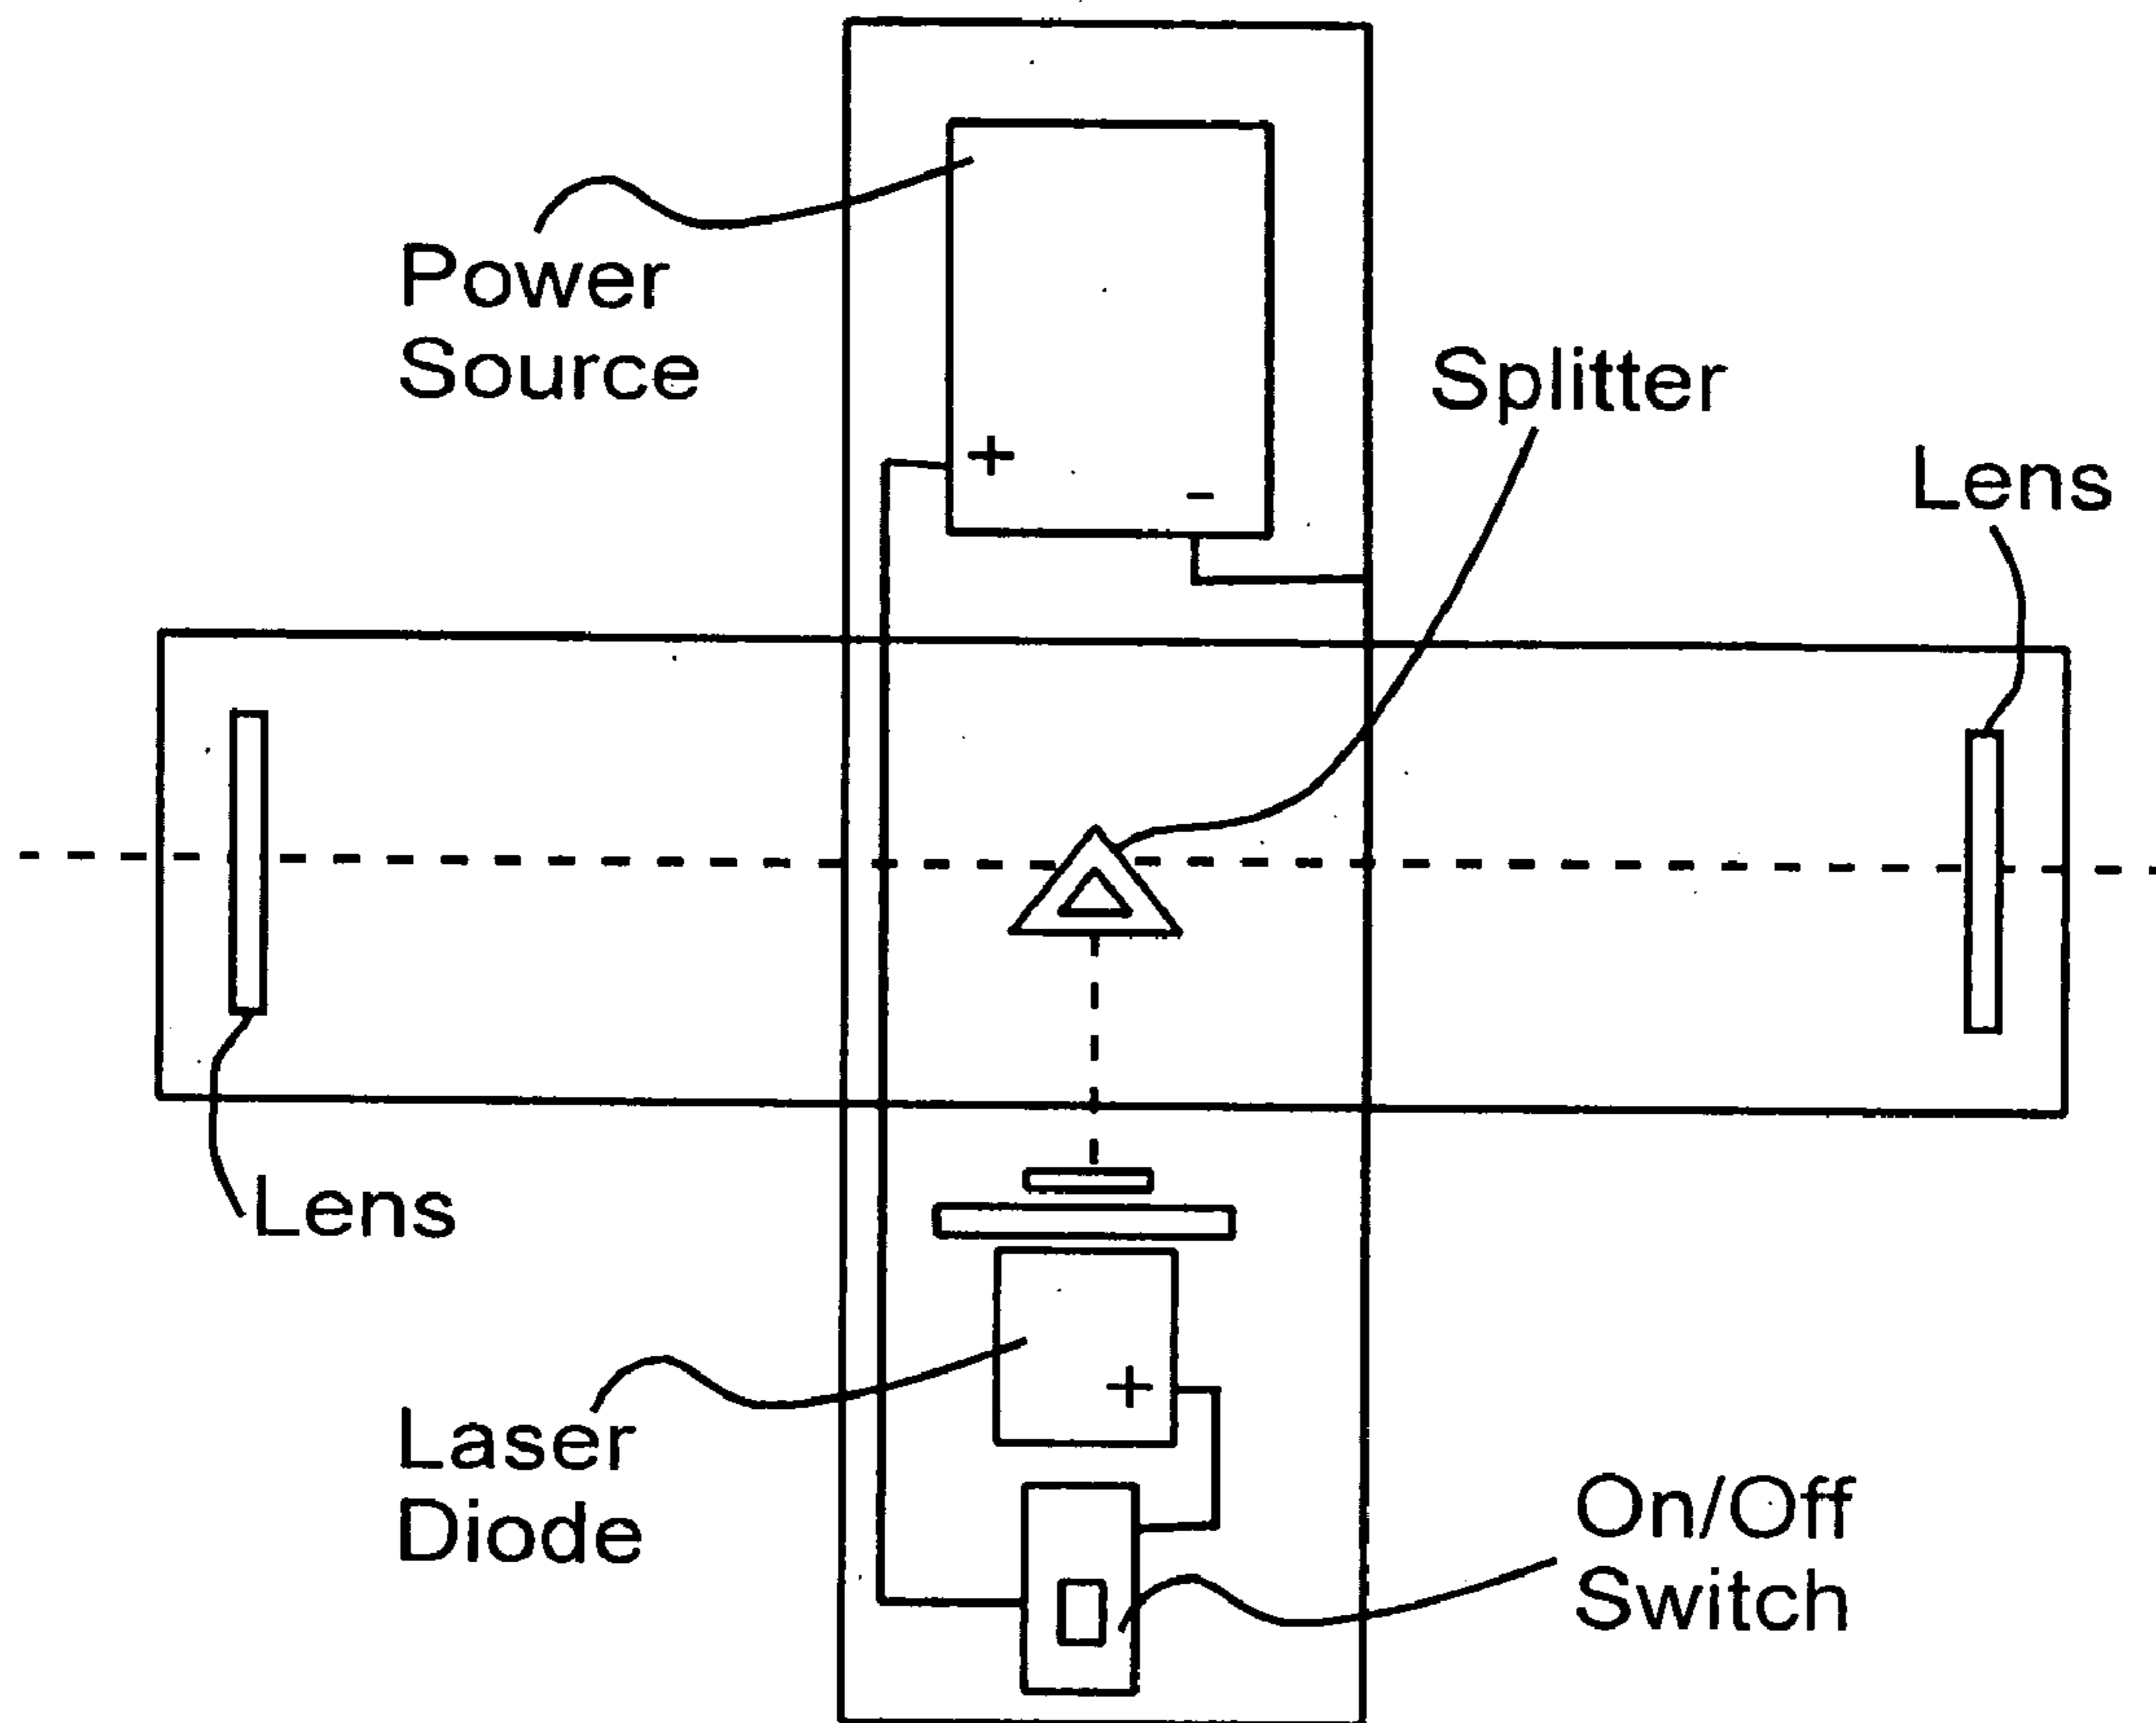 Power
Source
Splitter
Lens
+
-
Lens
Laser
Diode
+
On/Off
Switch